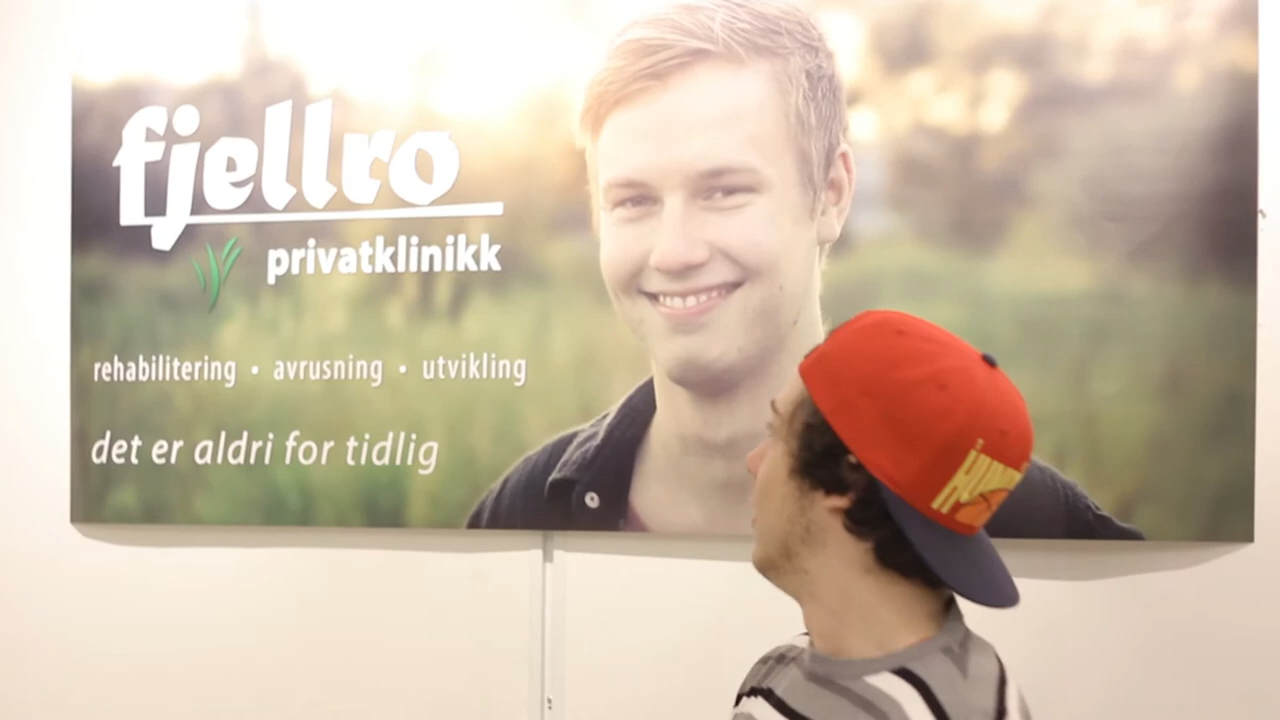 fjellro
privatklinikk
rehabilitering • avrusning • utvikling
det er aldri for tidlig